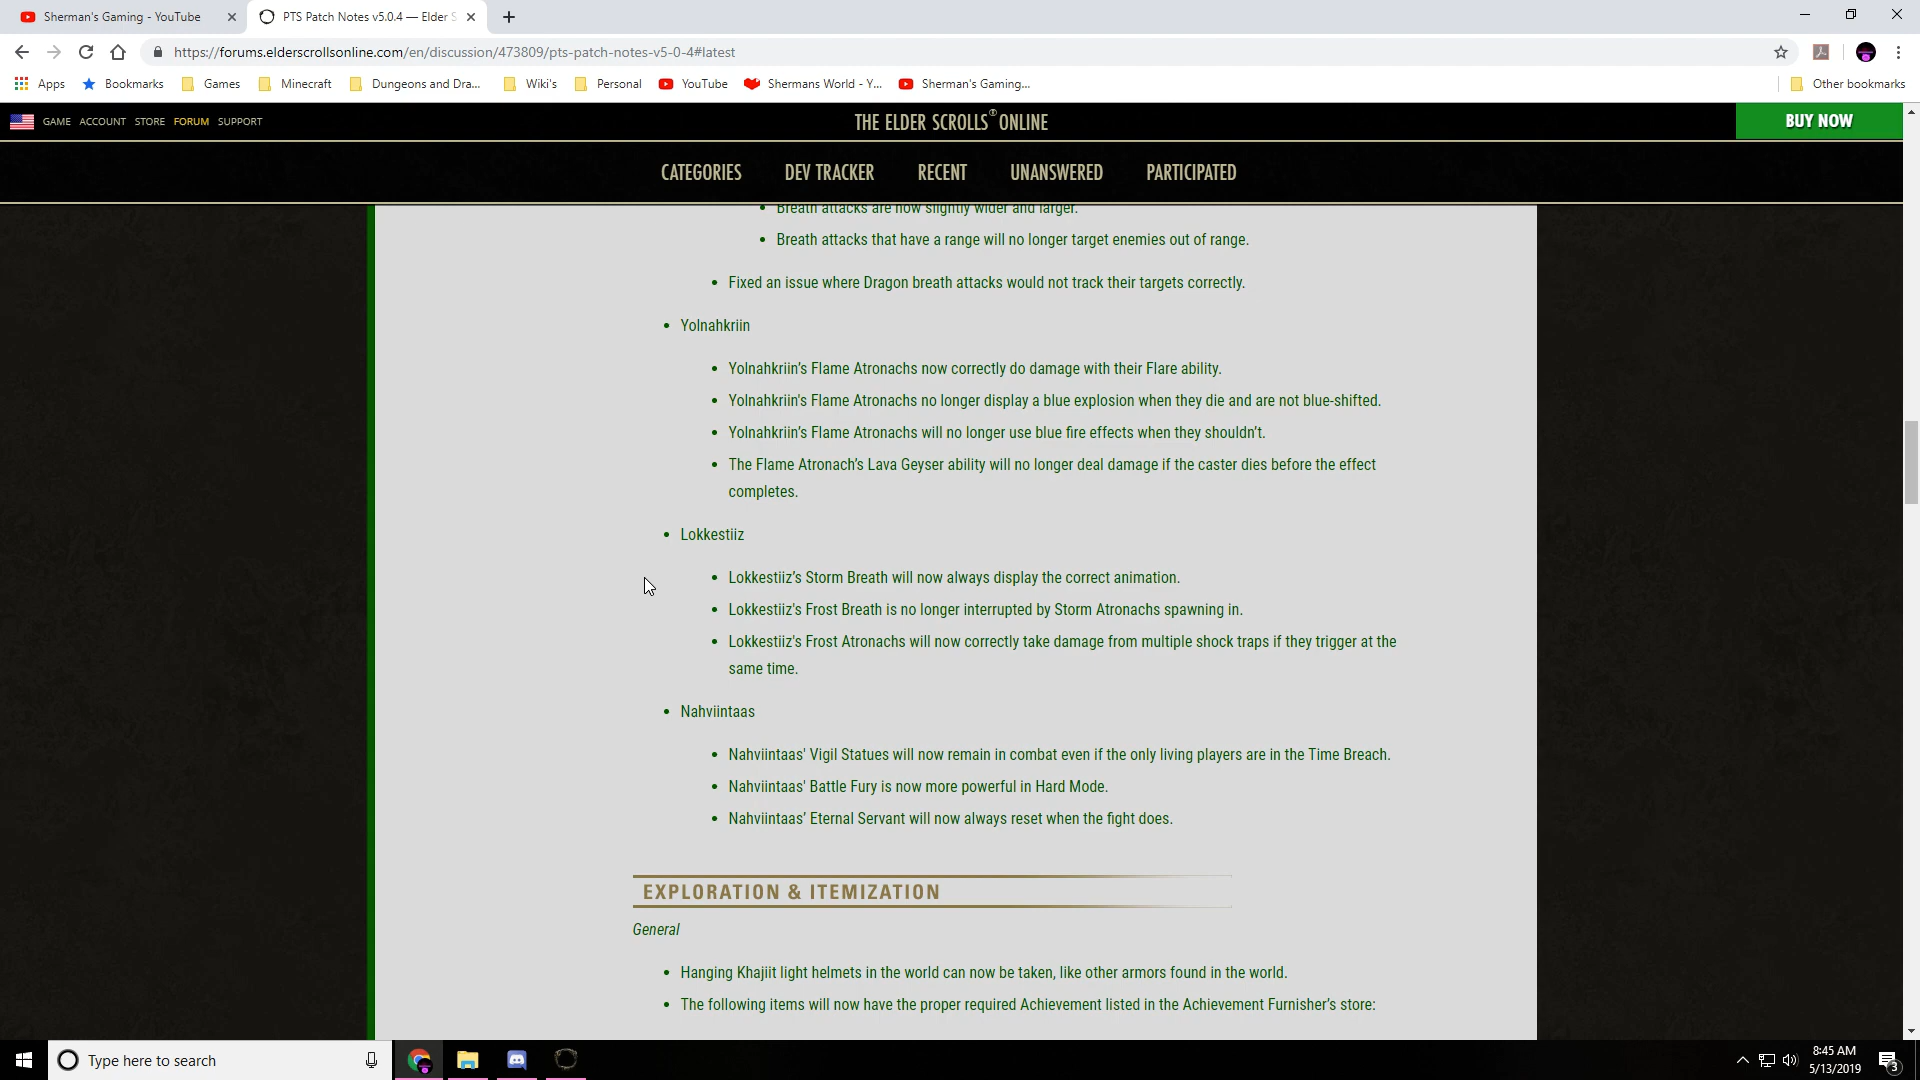 Sherman's Gaming - YouTube
PTS Patch Notes v5.0.4 — Elder S
https://forums.elderscrollsonline.com/en/discussion/473809/pts-patch-notes-v5-0-4#latest
Apps Bookmarks Games Minecraft Dungeons and Dra... Wiki's Personal YouTube Shermans World - Y... Sherman's Gaming... Other bookmarks
GAME ACCOUNT STORE FORUM SUPPORT THE ELDER SCROLLS® ONLINE BUY NOW
CATEGORIES DEV TRACKER RECENT UNANSWERED PARTICIPATED
• Breath attacks are now slightly wider and larger.
• Breath attacks that have a range will no longer target enemies out of range.
• Fixed an issue where Dragon breath attacks would not track their targets correctly.
• Yolnahkriin
• Yolnahkriin’s Flame Atronachs now correctly do damage with their Flare ability.
• Yolnahkriin's Flame Atronachs no longer display a blue explosion when they die and are not blue-shifted.
• Yolnahkriin’s Flame Atronachs will no longer use blue fire effects when they shouldn’t.
• The Flame Atronach’s Lava Geyser ability will no longer deal damage if the caster dies before the effect
completes.
• Lokkestiiz
• Lokkestiiz’s Storm Breath will now always display the correct animation.
• Lokkestiiz's Frost Breath is no longer interrupted by Storm Atronachs spawning in.
• Lokkestiiz's Frost Atronachs will now correctly take damage from multiple shock traps if they trigger at the
same time.
• Nahviintaas
• Nahviintaas' Vigil Statues will now remain in combat even if the only living players are in the Time Breach.
• Nahviintaas' Battle Fury is now more powerful in Hard Mode.
• Nahviintaas’ Eternal Servant will now always reset when the fight does.
EXPLORATION & ITEMIZATION
General
• Hanging Khajiit light helmets in the world can now be taken, like other armors found in the world.
• The following items will now have the proper required Achievement listed in the Achievement Furnisher’s store:
Type here to search
8:45 AM
5/13/2019
3